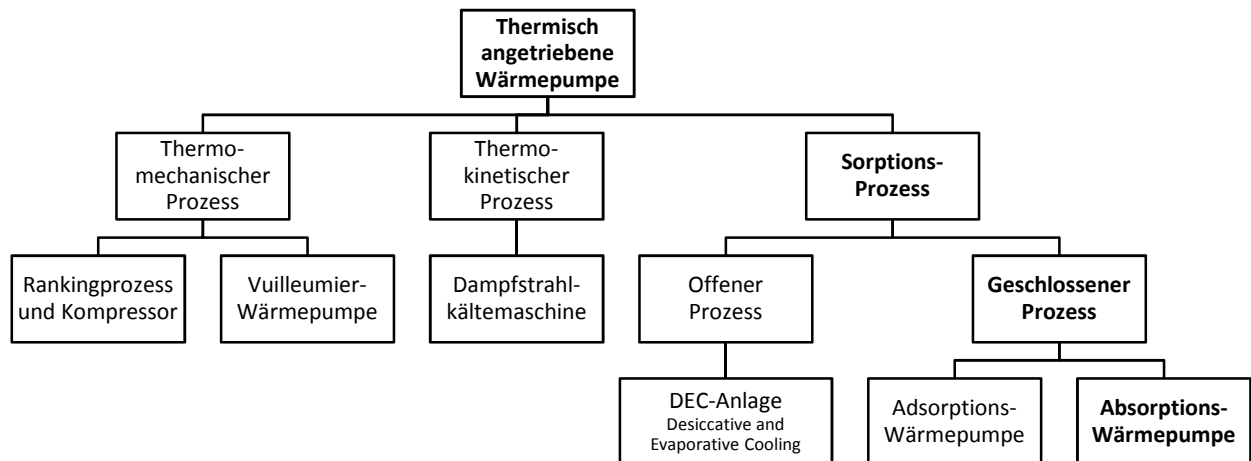 Thermisch
angetriebene
Wärmepumpe
Thermo-
mechanischer
Prozess
Thermo-
kinetischer
Prozess
Sorptions-
Prozess
Rankingprozess
und Kompressor
Vuilleumier-
Wärmepumpe
Dampfstrahl-
kältemaschine
Offener
Prozess
Geschlossener
Prozess
DEC-Anlage
Desiccative and
Evaporative Cooling
Adsorptions-
Wärmepumpe
Absorptions-
Wärmepumpe